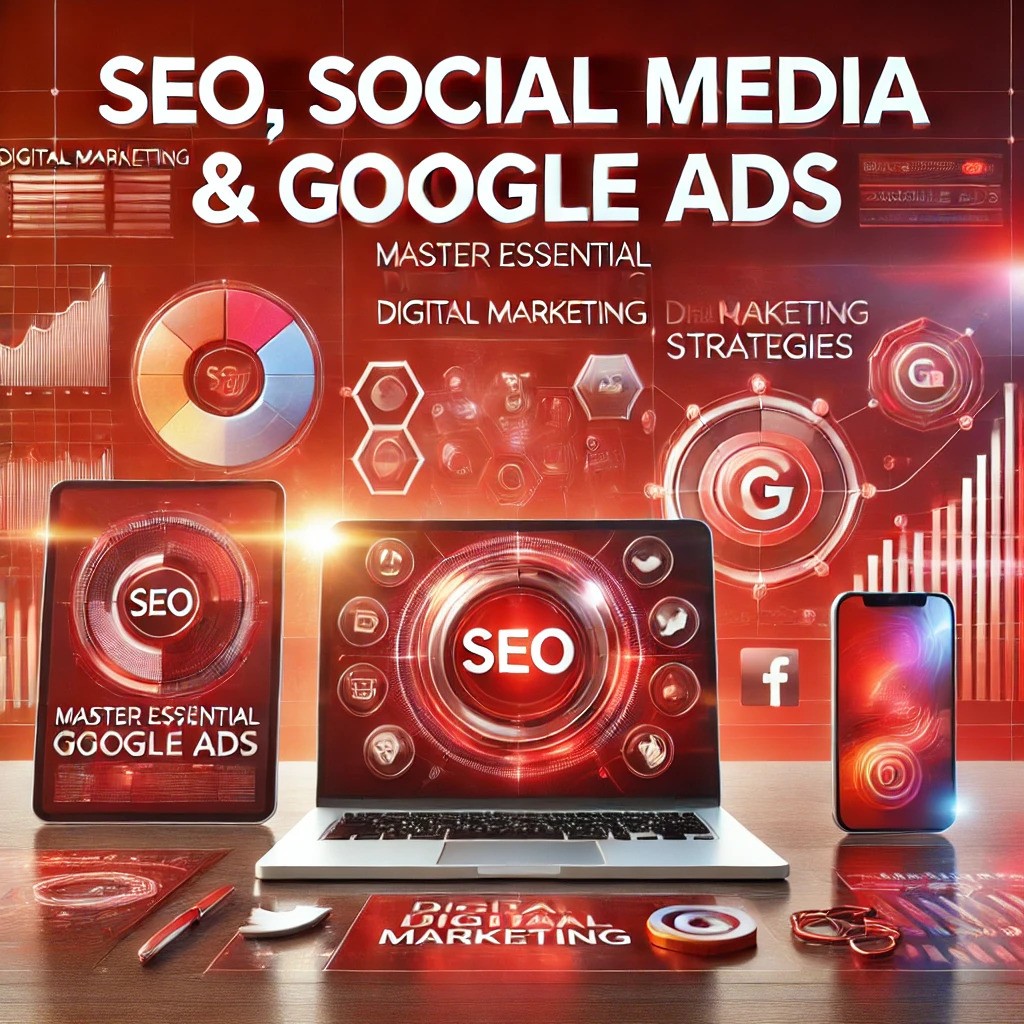 SEO, SOCIAL MEDIA
& GOOGLE ADS
DIGITAL MARKETING
MASTER ESSENTIAL
DIGITAL MARKETING
MAKETING
STRATEGIES
G
G
f
SEO
MASTER ESSENTIAL
GOOGLE ADS
SEO
MARKETING